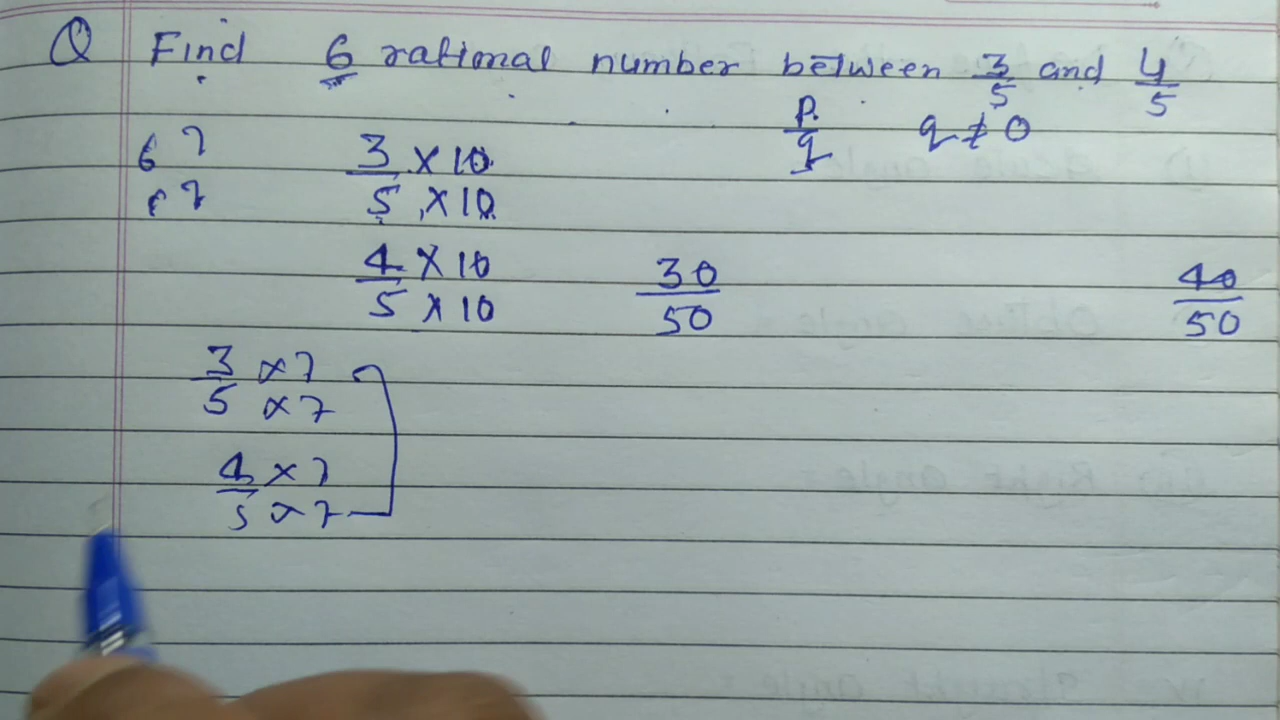 Q Find 6 rational number between 3/5 and 4/5
p/q q ≠ 0
6 7
3/5 × 10/10
7
4/5 × 10/10 30/50 40/50
3/5 × 7/7
4/5 × 7/7